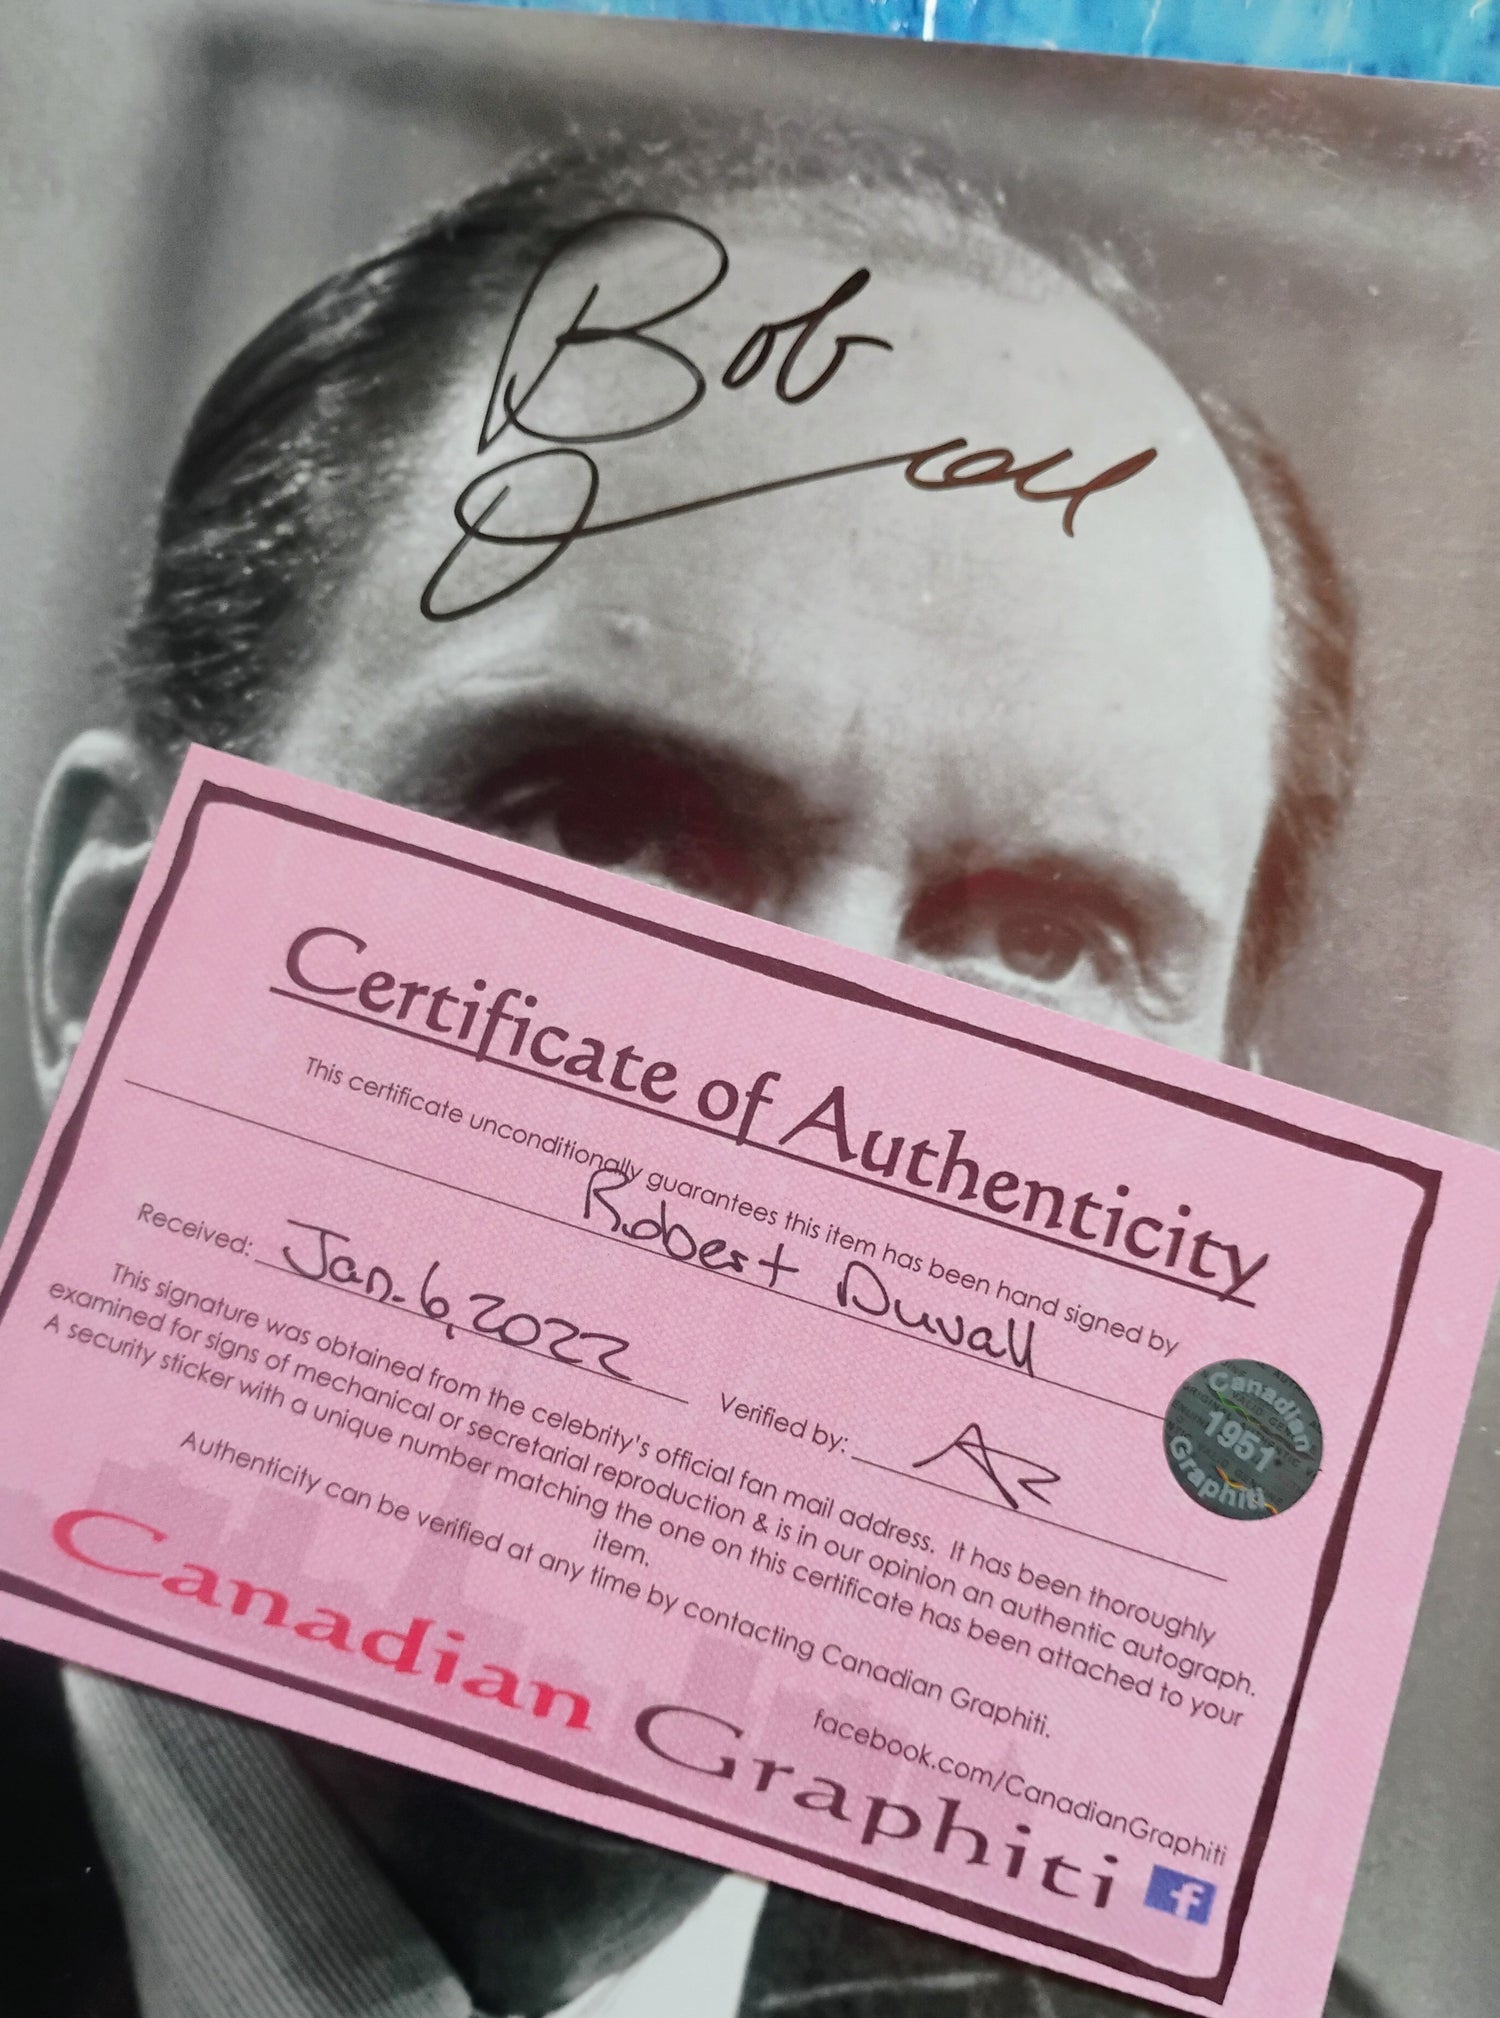 Bob
Duvall
Certificate of Authenticity
This certificate unconditionally guarantees this item has been hand signed by
Robert Duvall
Received: Jan. 6, 2022 Verified by:
Canadian
1951
Graphiti
This signature was obtained from the celebrity's official fan mail address. It has been thoroughly
examined for signs of mechanical or secretarial reproduction & is in our opinion an authentic autograph.
A security sticker with a unique number matching the one on this certificate has been attached to your
item.
Authenticity can be verified at any time by contacting Canadian Graphiti.
facebook.com/CanadianGraphiti
Canadian Graphiti f